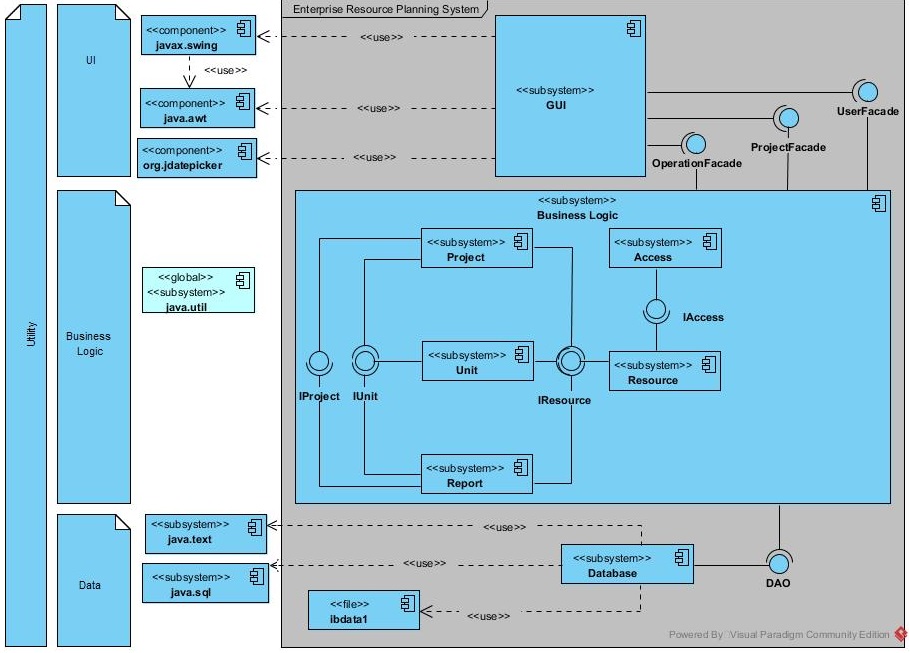 Enterprise Resource Planning System
Utility
UI
<<component>>
javax.swing
<<use>>
<<use>>
<<component>>
java.awt
<<use>>
<<component>>
org.jdatepicker
<<use>>
<<subsystem>>
GUI
UserFacade
ProjectFacade
OperationFacade
Business
Logic
<<global>>
<<subsystem>>
java.util
<<subsystem>>
Business Logic
<<subsystem>>
Project
<<subsystem>>
Access
IAccess
<<subsystem>>
Unit
<<subsystem>>
Resource
IProject
IUnit
IResource
<<subsystem>>
Report
Data
<<subsystem>>
java.text
<<use>>
<<subsystem>>
java.sql
<<use>>
<<subsystem>>
Database
DAO
<<file>>
ibdata1
<<use>>
Powered By Visual Paradigm Community Edition